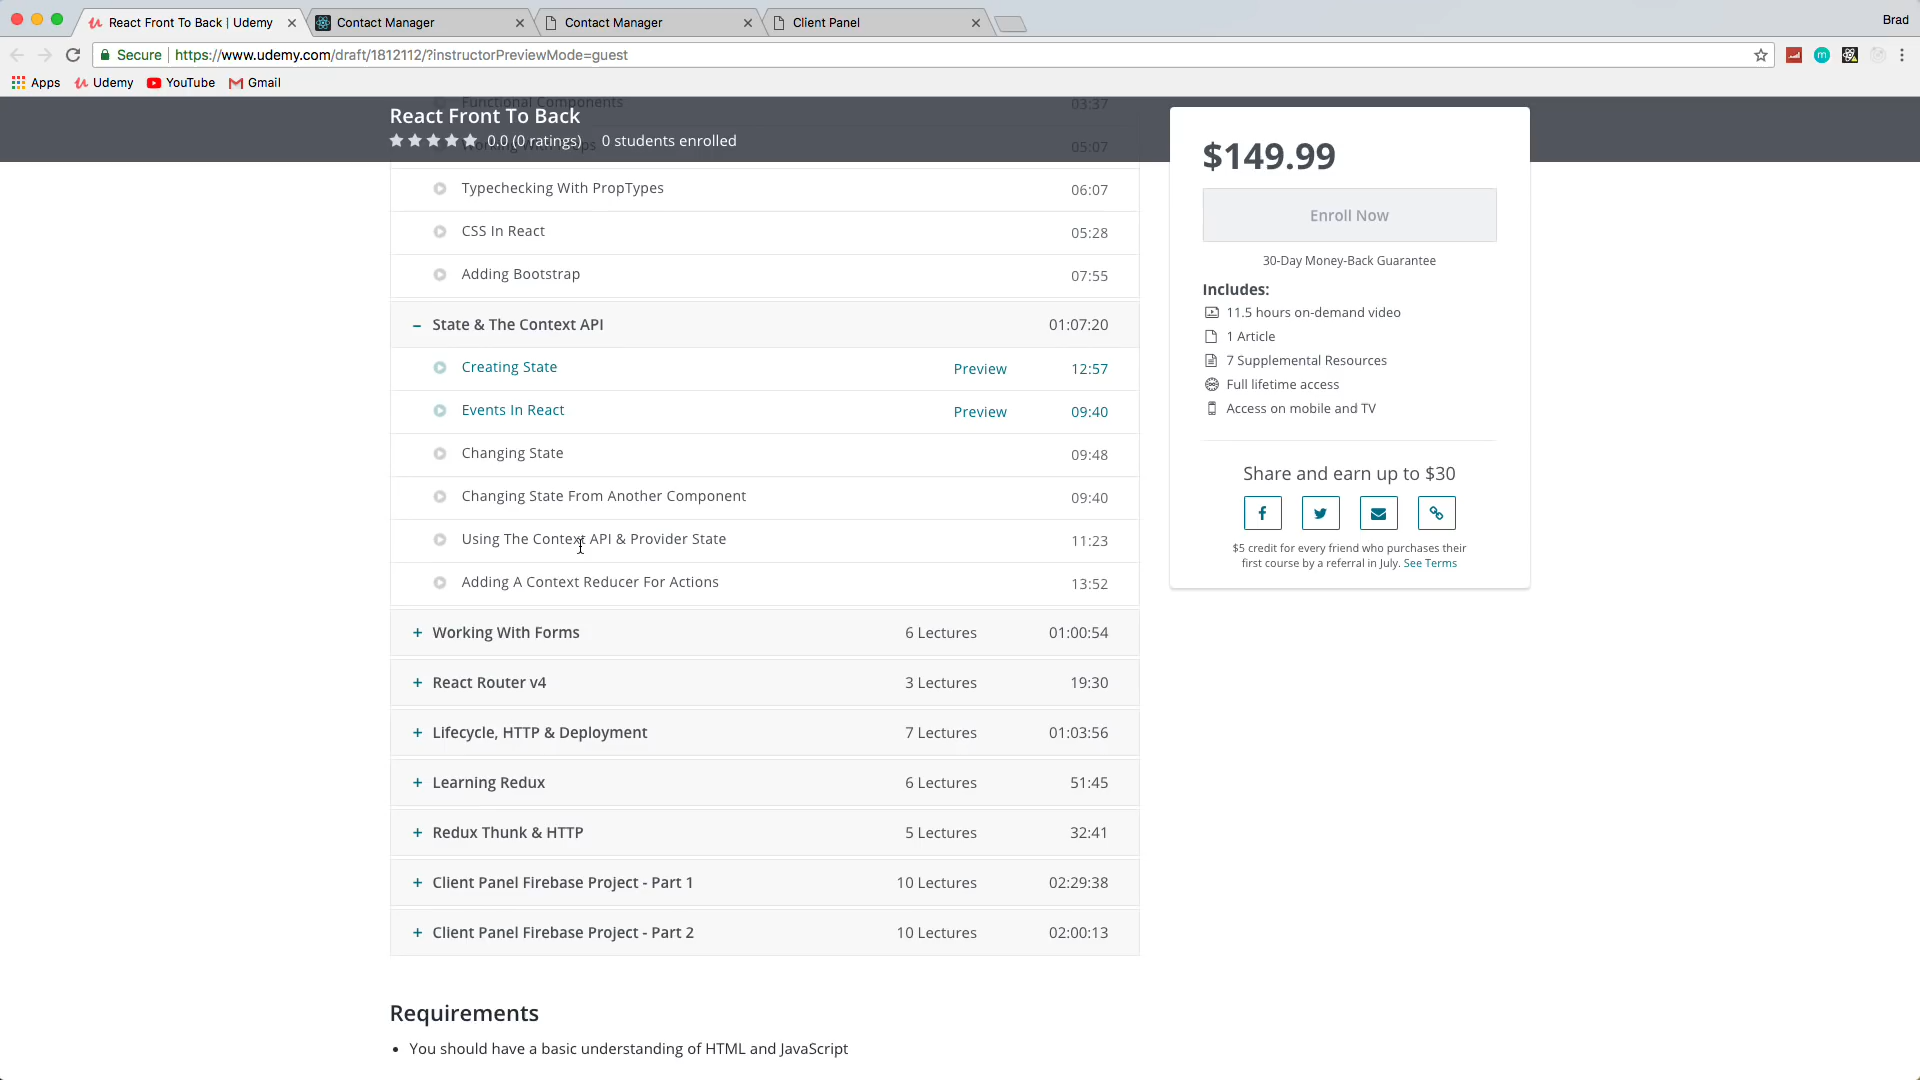 React Front To Back | Udemy
Contact Manager
Contact Manager
Client Panel
Brad
Secure
https://www.udemy.com/draft/1812112/?instructorPreviewMode=guest
Apps
Udemy
YouTube
Gmail
Functional Components 03:37
React Front To Back
0.0 (0 ratings) 0 students enrolled
05:07
Typechecking With PropTypes 06:07
CSS In React 05:28
Adding Bootstrap 07:55
– State & The Context API 01:07:20
Creating State Preview 12:57
Events In React Preview 09:40
Changing State 09:48
Changing State From Another Component 09:40
Using The Context API & Provider State 11:23
Adding A Context Reducer For Actions 13:52
+ Working With Forms 6 Lectures 01:00:54
+ React Router v4 3 Lectures 19:30
+ Lifecycle, HTTP & Deployment 7 Lectures 01:03:56
+ Learning Redux 6 Lectures 51:45
+ Redux Thunk & HTTP 5 Lectures 32:41
+ Client Panel Firebase Project - Part 1 10 Lectures 02:29:38
+ Client Panel Firebase Project - Part 2 10 Lectures 02:00:13
Requirements
• You should have a basic understanding of HTML and JavaScript
$149.99
Enroll Now
30-Day Money-Back Guarantee
Includes:
11.5 hours on-demand video
1 Article
7 Supplemental Resources
Full lifetime access
Access on mobile and TV
Share and earn up to $30
$5 credit for every friend who purchases their
first course by a referral in July. See Terms